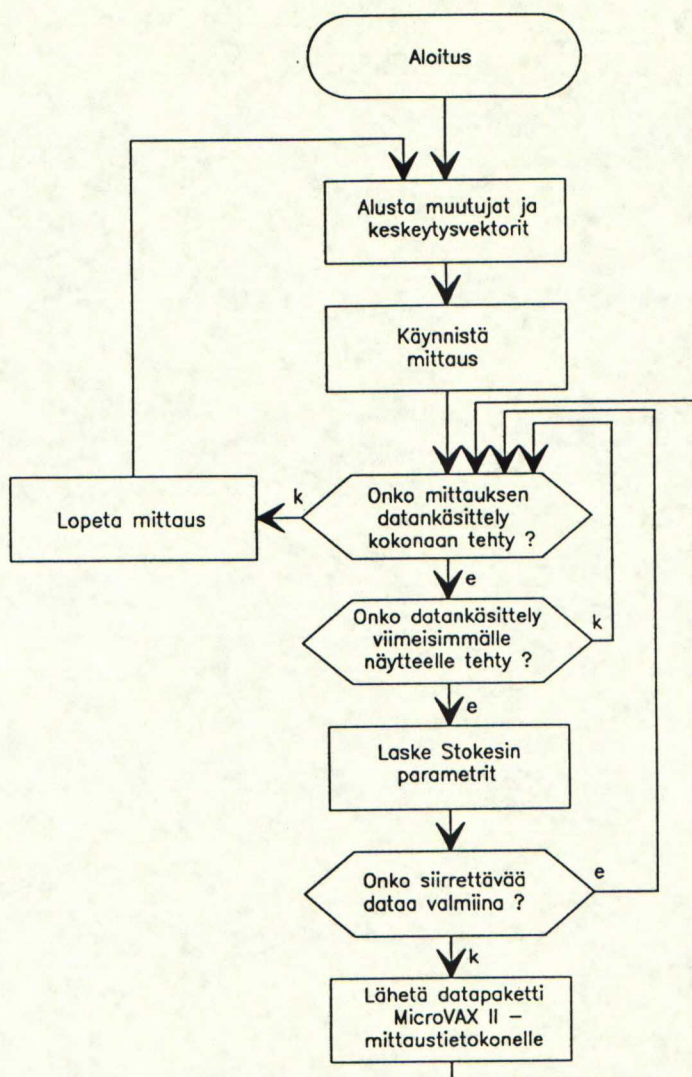 Aloitus
Alusta muutujat ja
keskeytysvektorit
Käynnistä
mittaus
Onko mittauksen
datankäsittely
kokonaan tehty ?
k
Lopeta mittaus
e
Onko datankäsittely
viimeisimmälle
näytteelle tehty ?
k
e
Laske Stokesin
parametrit
Onko siirrettävää
dataa valmiina ?
e
k
Lähetä datapaketti
MicroVAX II –
mittaustietokonelle